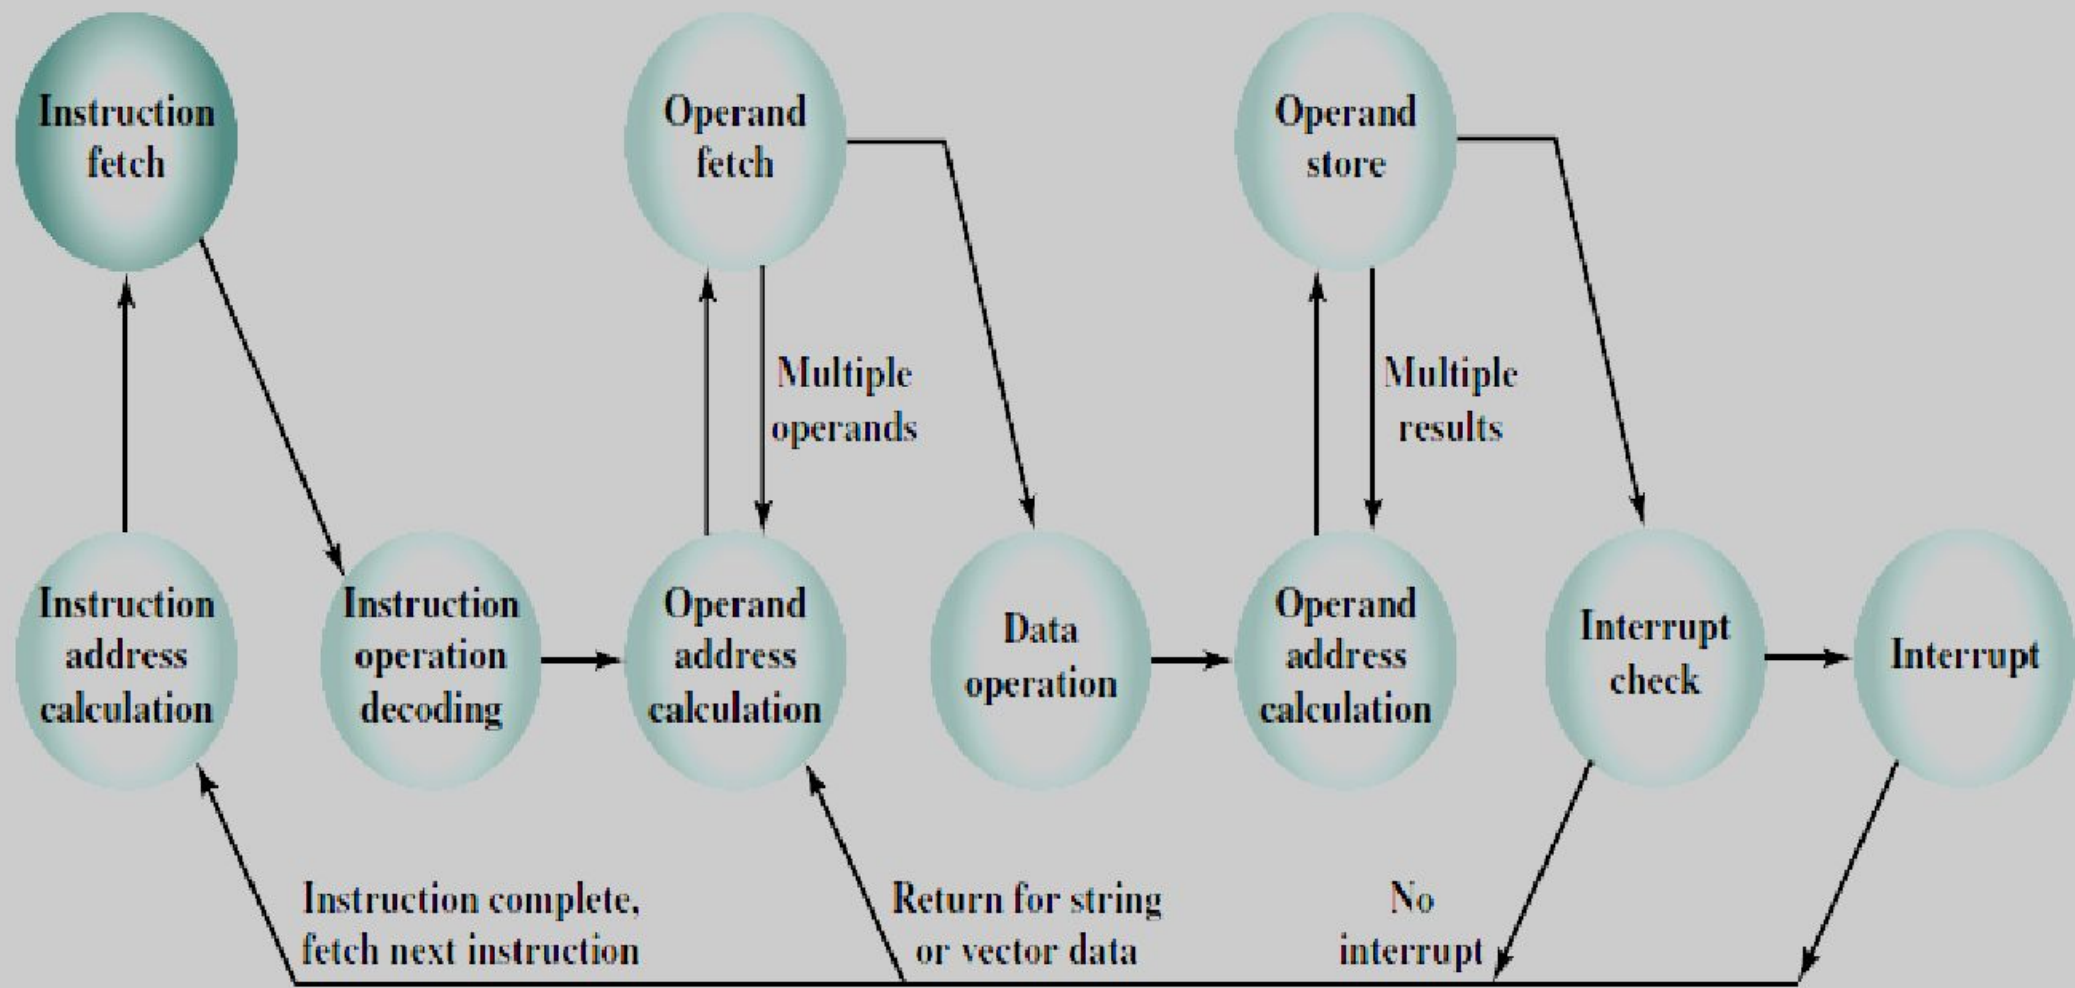 Instruction
fetch
Operand
fetch
Operand
store
Multiple
operands
Multiple
results
Instruction
address
calculation
Instruction
operation
decoding
Operand
address
calculation
Data
operation
Operand
address
calculation
Interrupt
check
Interrupt
Instruction complete,
fetch next instruction
Return for string
or vector data
No
interrupt